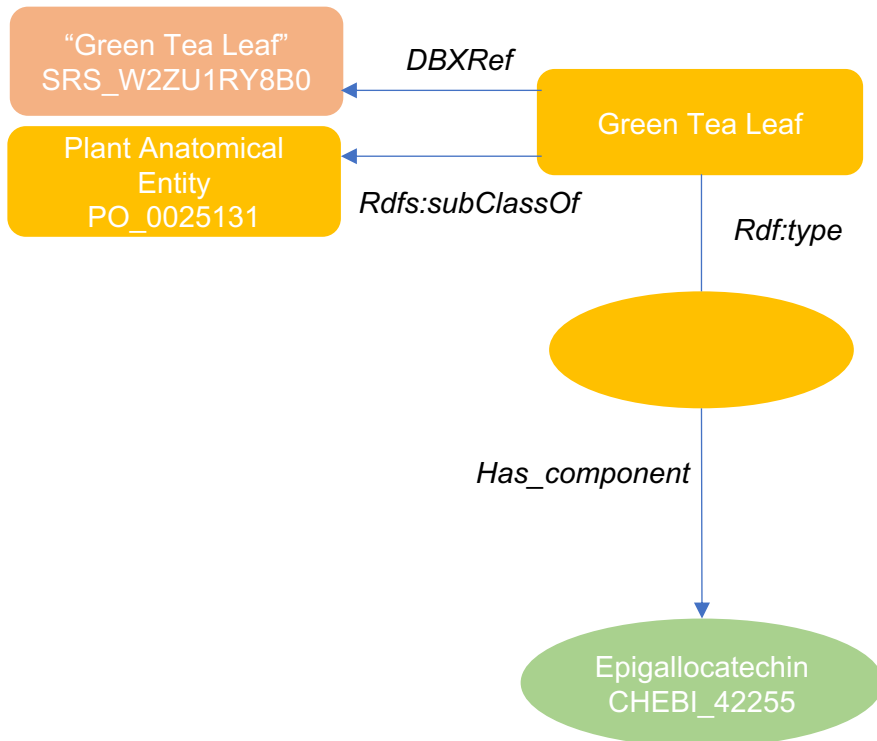 “Green Tea Leaf”
SRS_W2ZU1RY8B0
DBXRef
Green Tea Leaf
Plant Anatomical
Entity
PO_0025131
Rdfs:subClassOf
Rdf:type
Has_component
Epigallocatechin
CHEBI_42255